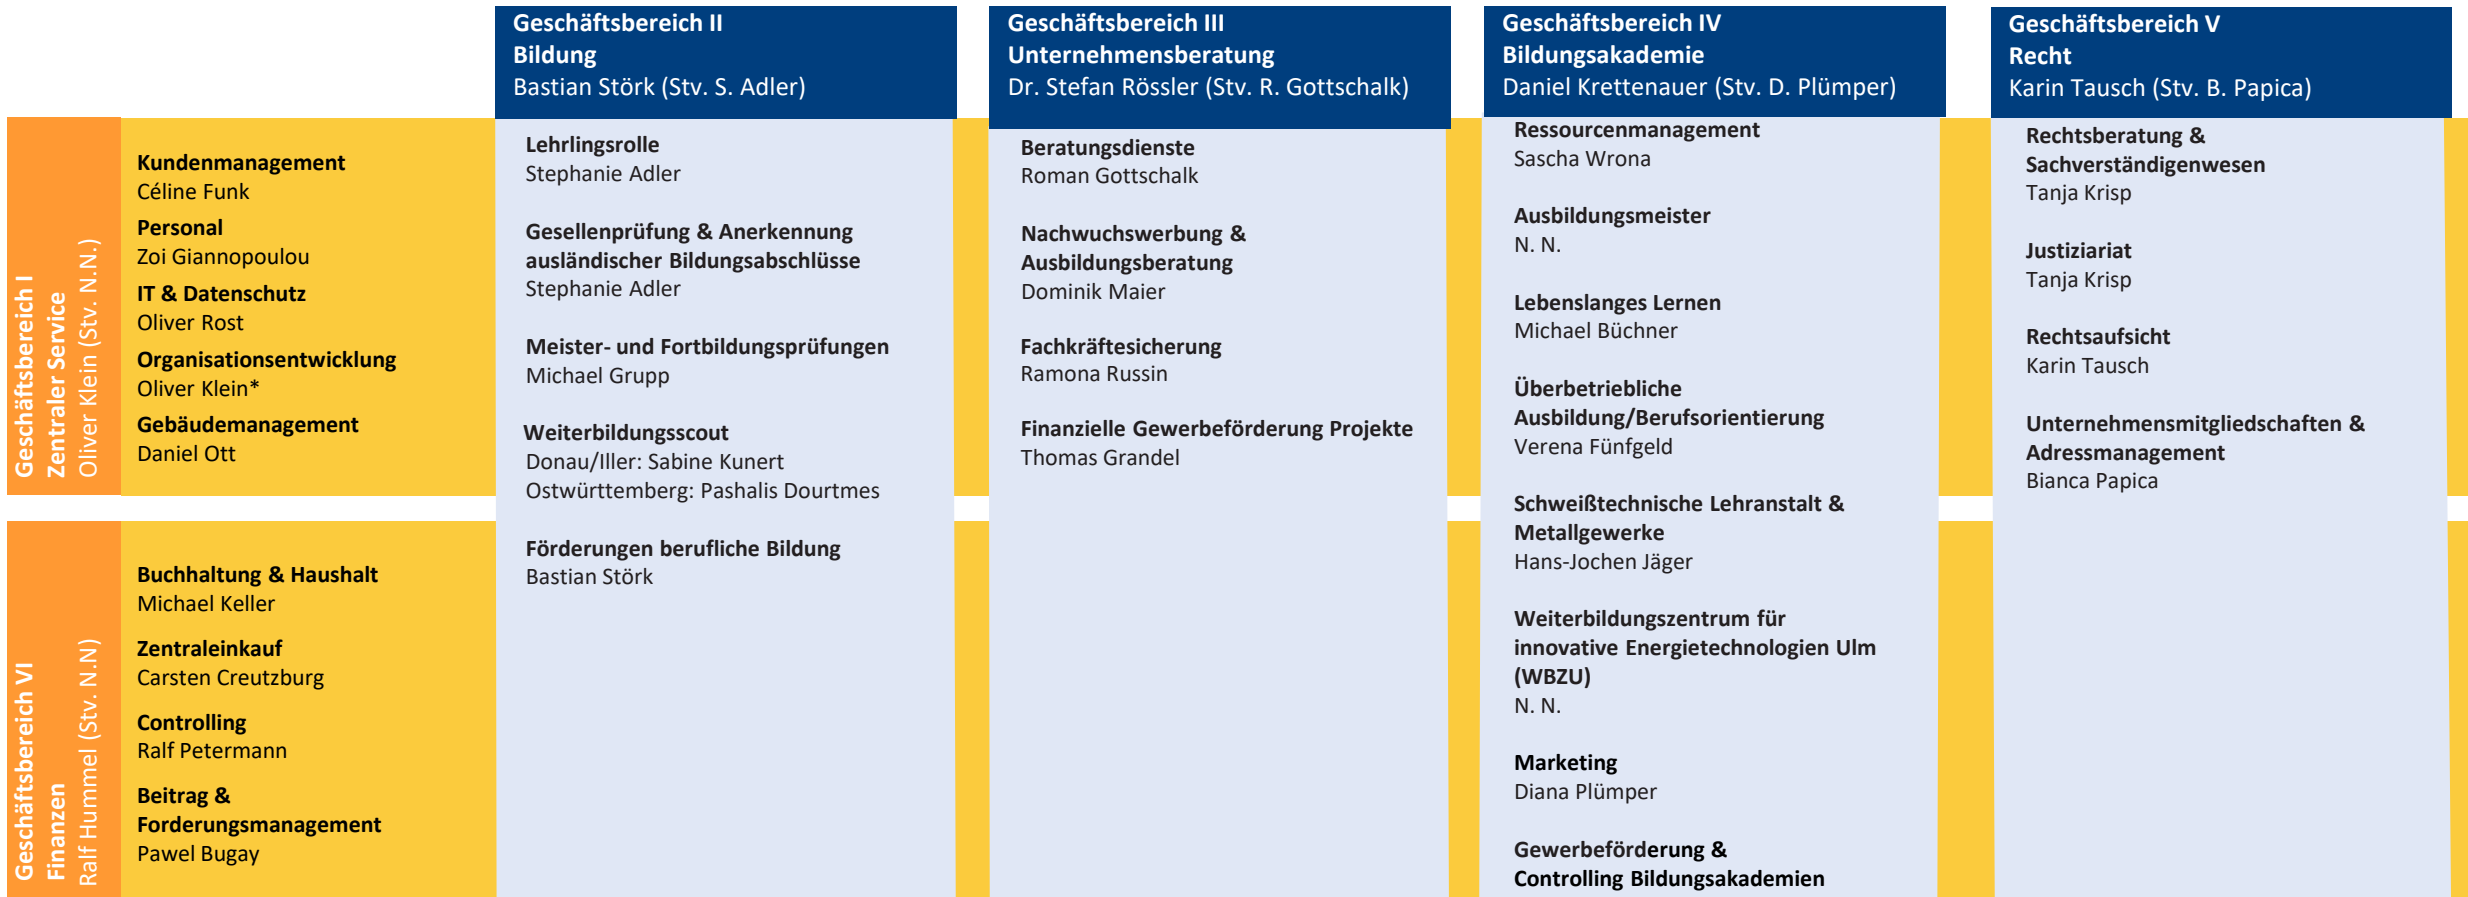 Geschäftsbereich II
Bildung
Bastian Störk (Stv. S. Adler)
Geschäftsbereich III
Unternehmensberatung
Dr. Stefan Rössler (Stv. R. Gottschalk)
Geschäftsbereich IV
Bildungsakademie
Daniel Krettenauer (Stv. D. Plümper)
Geschäftsbereich V
Recht
Karin Tausch (Stv. B. Papica)
Geschäftsbereich I
Zentraler Service
Oliver Klein (Stv. N.N.)
Kundenmanagement
Céline Funk
Personal
Zoi Giannopoulou
IT & Datenschutz
Oliver Rost
Organisationsentwicklung
Oliver Klein*
Gebäudemanagement
Daniel Ott
Geschäftsbereich VI
Finanzen
Ralf Hummel (Stv. N.N)
Buchhaltung & Haushalt
Michael Keller
Zentraleinkauf
Carsten Creutzburg
Controlling
Ralf Petermann
Beitrag &
Forderungsmanagement
Pawel Bugay
Lehrlingsrolle
Stephanie Adler
Gesellenprüfung & Anerkennung
ausländischer Bildungsabschlüsse
Stephanie Adler
Meister- und Fortbildungsprüfungen
Michael Grupp
Weiterbildungsscout
Donau/Iller: Sabine Kunert
Ostwürttemberg: Pashalis Dourtmes
Förderungen berufliche Bildung
Bastian Störk
Beratungsdienste
Roman Gottschalk
Nachwuchswerbung &
Ausbildungsberatung
Dominik Maier
Fachkräftesicherung
Ramona Russin
Finanzielle Gewerbeförderung Projekte
Thomas Grandel
Ressourcenmanagement
Sascha Wrona
Ausbildungsmeister
N. N.
Lebenslanges Lernen
Michael Büchner
Überbetriebliche
Ausbildung/Berufsorientierung
Verena Fünfgeld
Schweißtechnische Lehranstalt &
Metallgewerke
Hans-Jochen Jäger
Weiterbildungszentrum für
innovative Energietechnologien Ulm
(WBZU)
N. N.
Marketing
Diana Plümper
Gewerbeförderung &
Controlling Bildungsakademien
Rechtsberatung &
Sachverständigenwesen
Tanja Krisp
Justiziariat
Tanja Krisp
Rechtsaufsicht
Karin Tausch
Unternehmensmitgliedschaften &
Adressmanagement
Bianca Papica